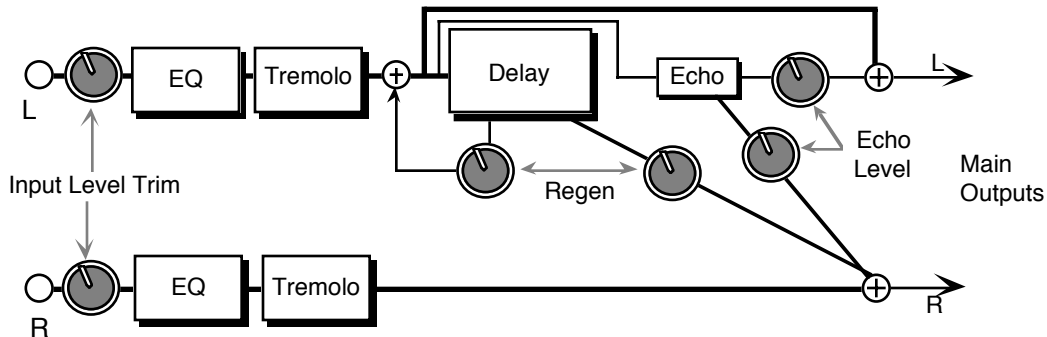 L
EQ
Tremolo
+
Delay
Echo
+
L
Echo
Level
Main
Outputs
Input Level Trim
Regen
R
EQ
Tremolo
+
R